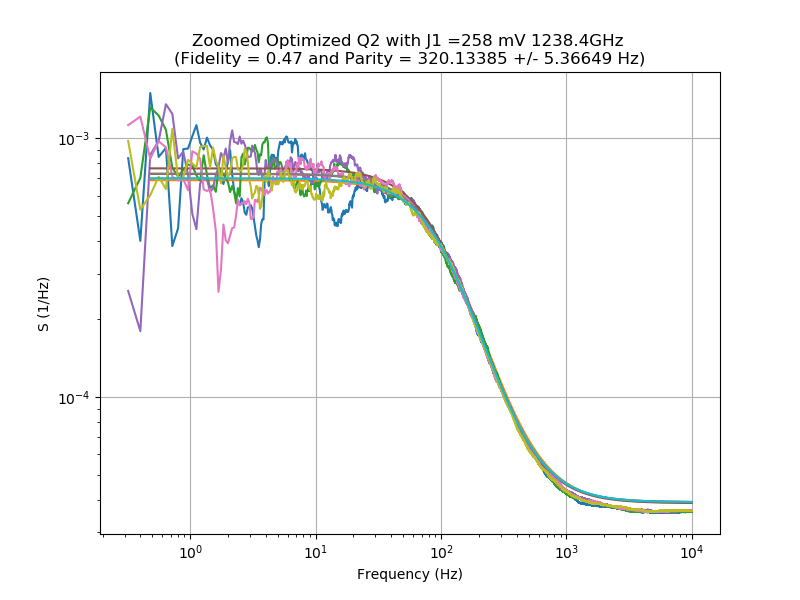 Zoomed Optimized Q2 with J1 =258 mV 1238.4GHz
(Fidelity = 0.47 and Parity = 320.13385 +/- 5.36649 Hz)
10⁻³
10⁻⁴
S (1/Hz)
10⁰ 10¹ 10² 10³ 10⁴
Frequency (Hz)